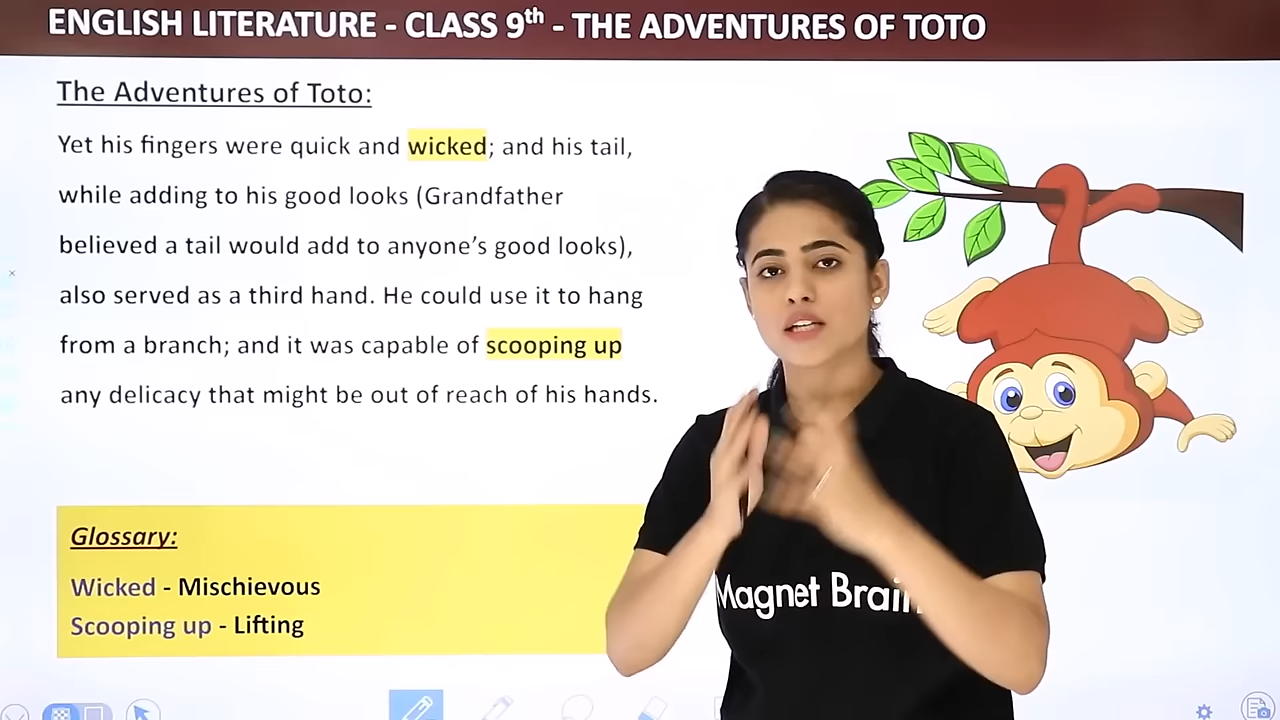 ENGLISH LITERATURE - CLASS 9th - THE ADVENTURES OF TOTO
The Adventures of Toto:
Yet his fingers were quick and wicked; and his tail,
while adding to his good looks (Grandfather
believed a tail would add to anyone’s good looks),
also served as a third hand. He could use it to hang
from a branch; and it was capable of scooping up
any delicacy that might be out of reach of his hands.
Glossary:
Wicked - Mischievous
Scooping up - Lifting
Magnet